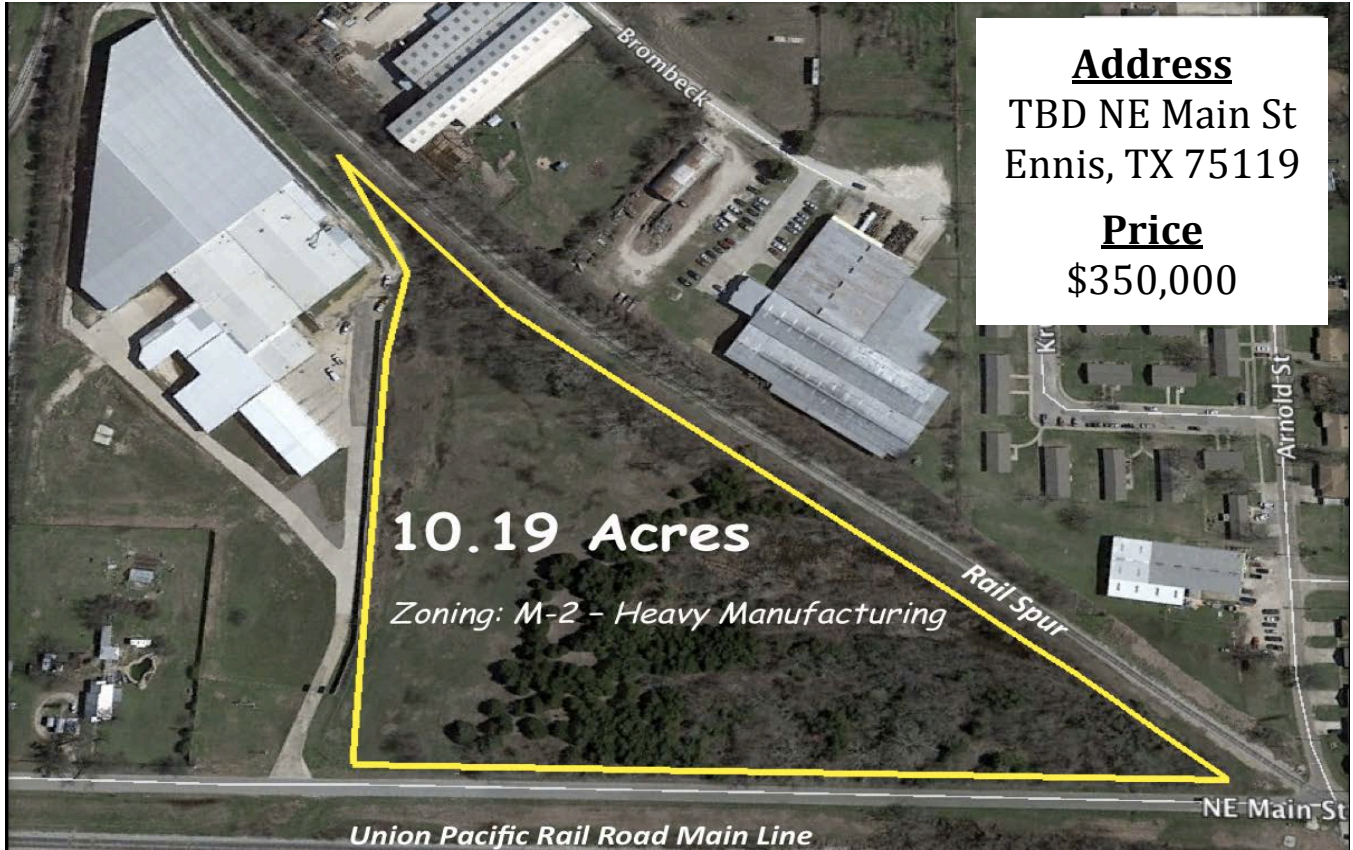 Address
TBD NE Main St
Ennis, TX 75119
Price
$350,000
Brombeck
Arnold St
10.19 Acres
Zoning: M-2 – Heavy Manufacturing
Rail Spur
NE Main St
Union Pacific Rail Road Main Line